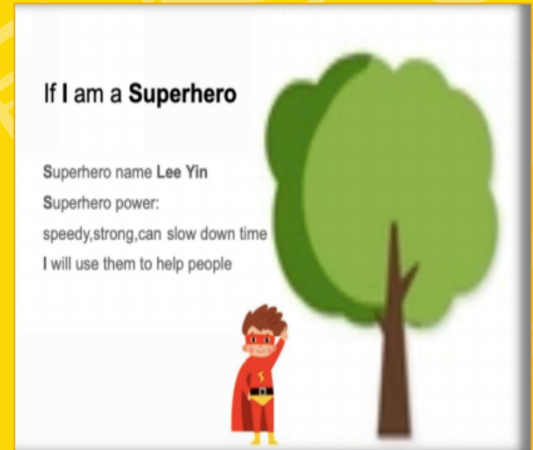 If I am a Superhero
Superhero name Lee Yin
Superhero power:
speedy,strong,can slow down time
I will use them to help people